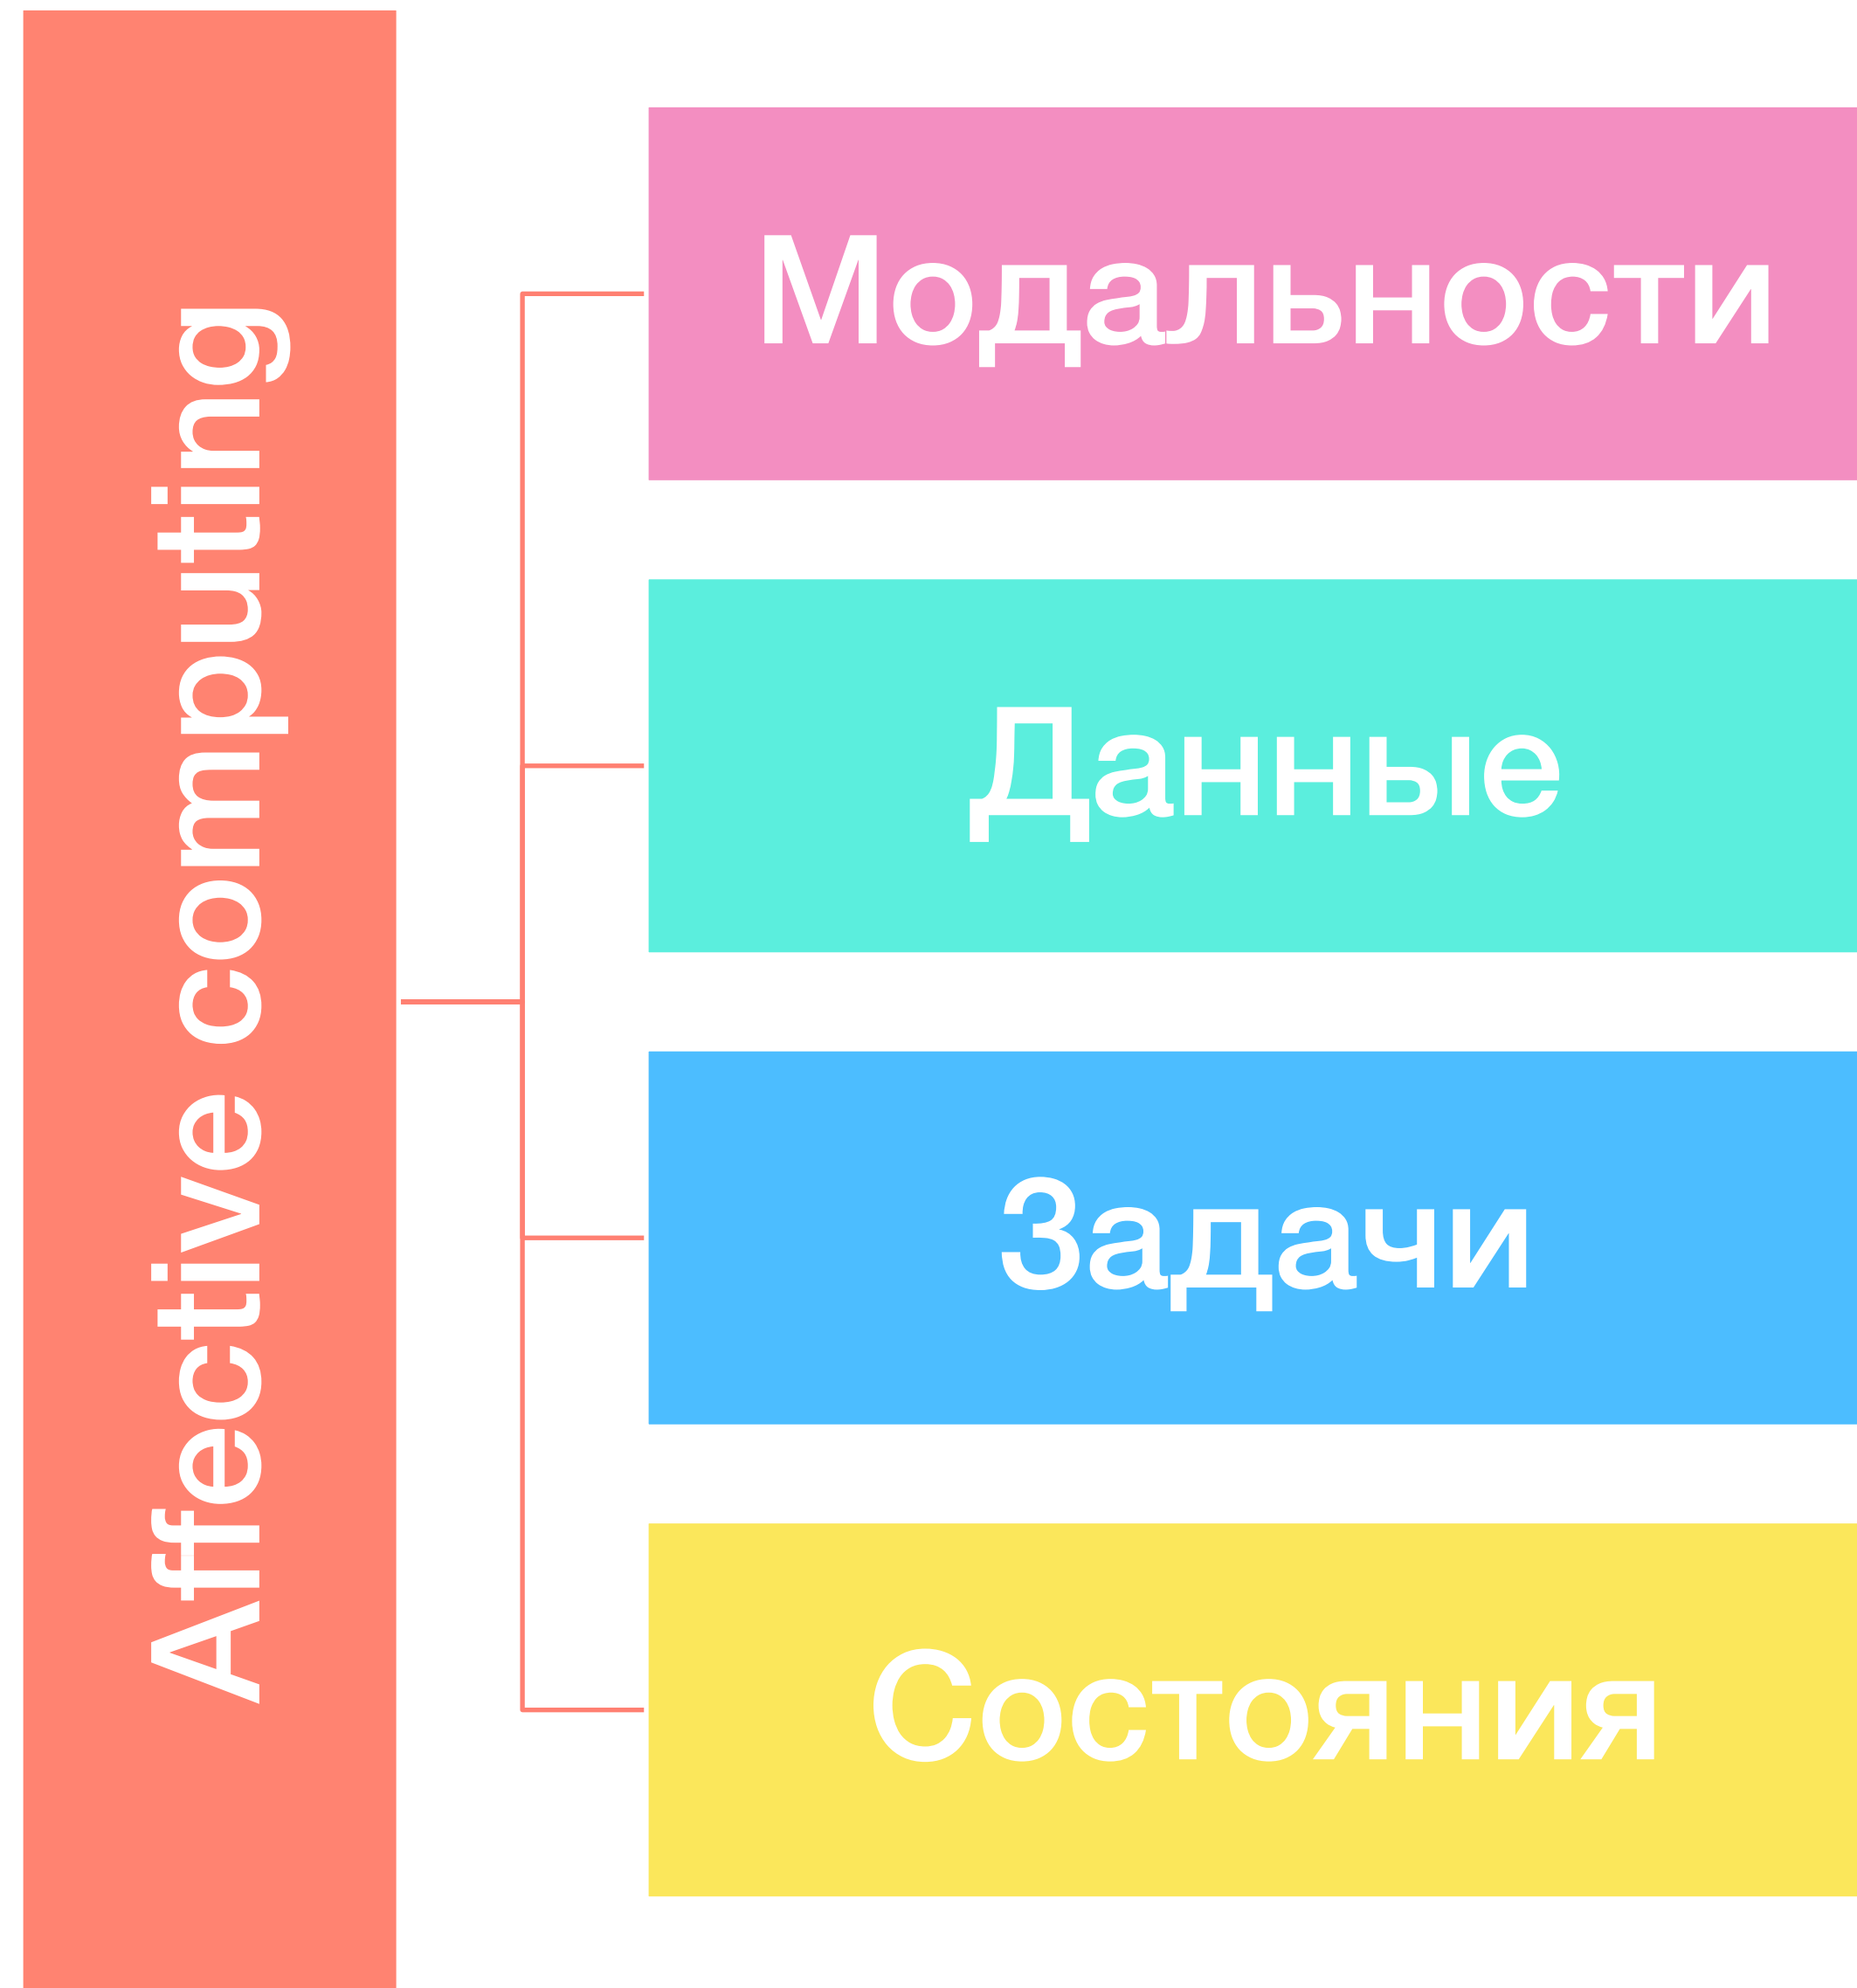 Affective computing
Модальности
Данные
Задачи
Состояния